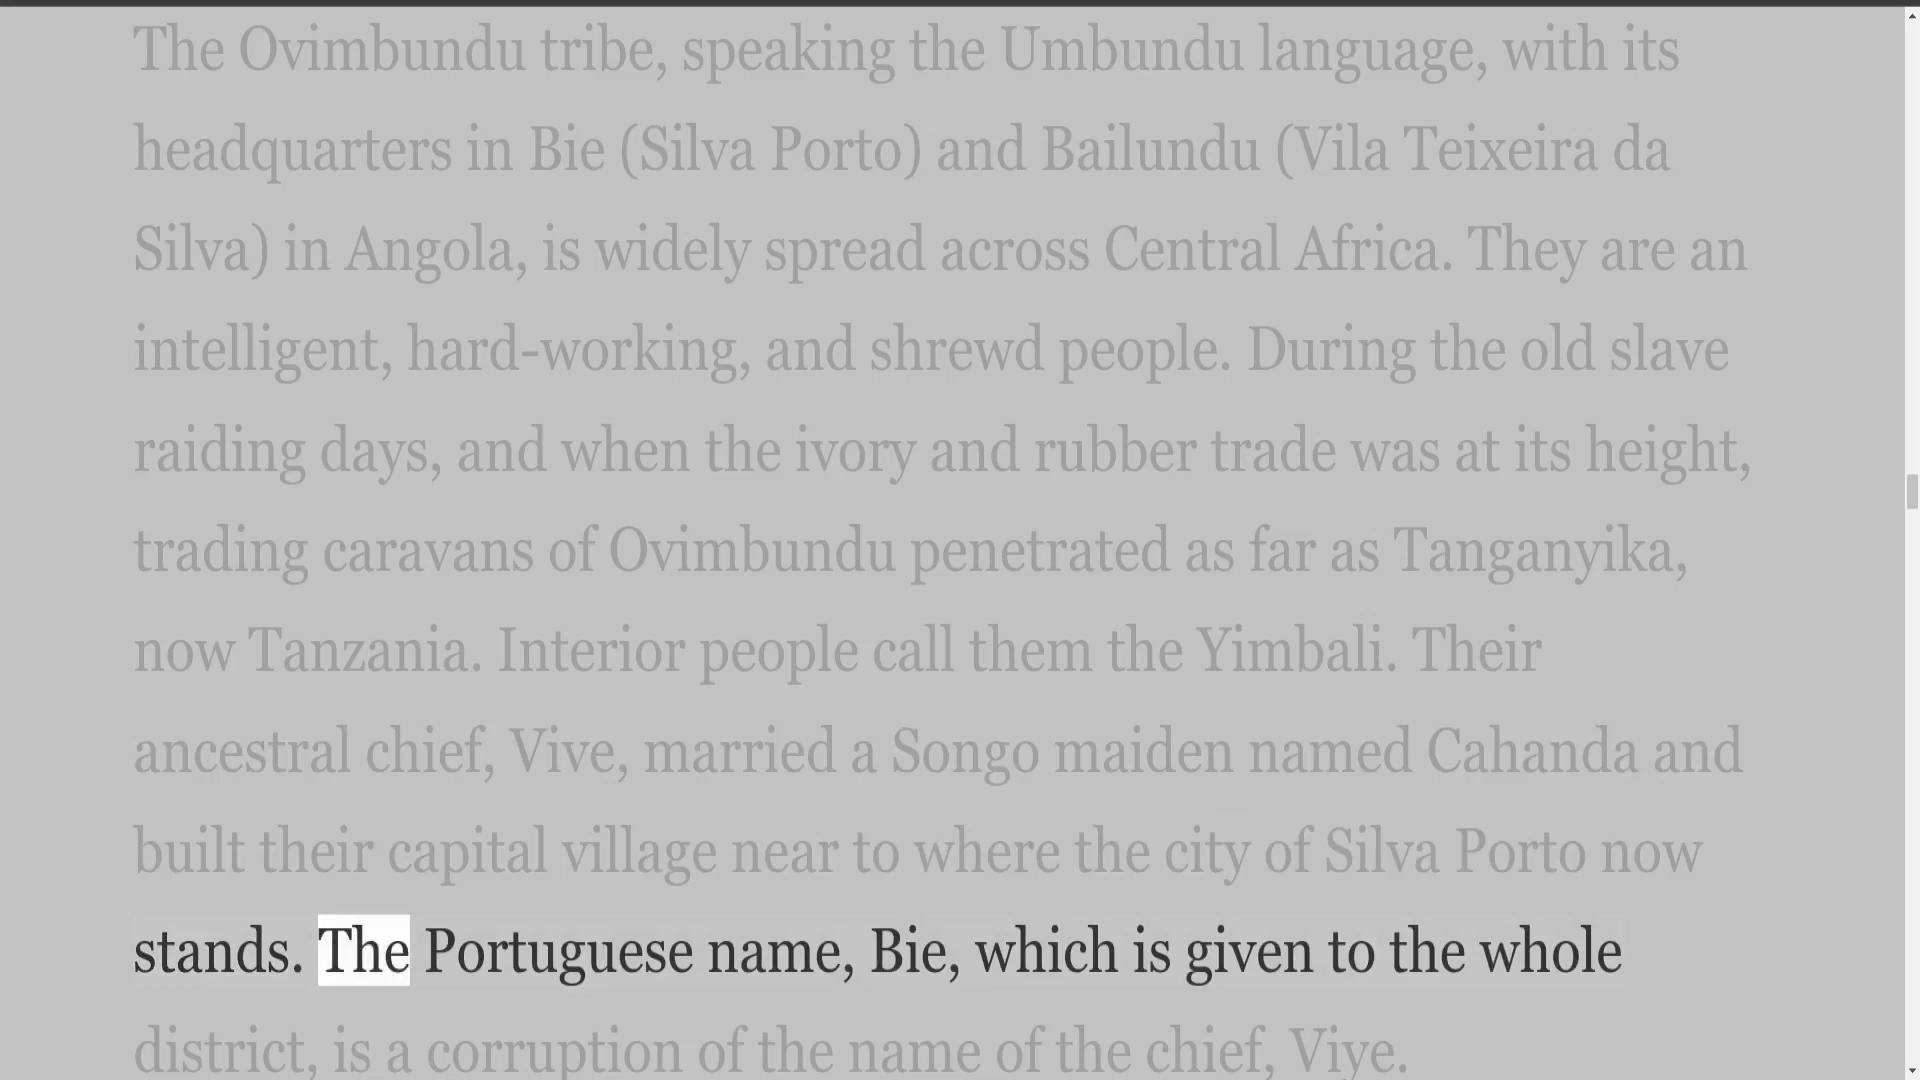 The Ovimbundu tribe, speaking the Umbundu language, with its
headquarters in Bie (Silva Porto) and Bailundu (Vila Teixeira da
Silva) in Angola, is widely spread across Central Africa. They are an
intelligent, hard-working, and shrewd people. During the old slave
raiding days, and when the ivory and rubber trade was at its height,
trading caravans of Ovimbundu penetrated as far as Tanganyika,
now Tanzania. Interior people call them the Yimbali. Their
ancestral chief, Vive, married a Songo maiden named Cahanda and
built their capital village near to where the city of Silva Porto now
stands. The Portuguese name, Bie, which is given to the whole
district, is a corruption of the name of the chief, Viye.